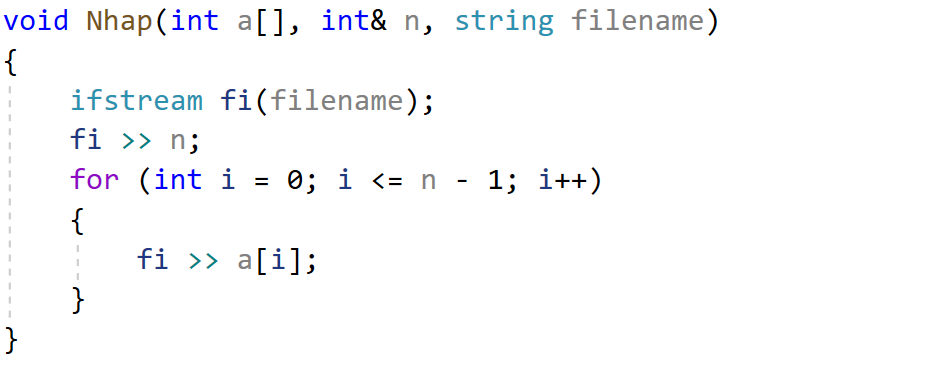 void Nhap(int a[], int& n, string filename)
{
    ifstream fi(filename);
    fi >> n;
    for (int i = 0; i <= n - 1; i++)
    {
        fi >> a[i];
    }
}